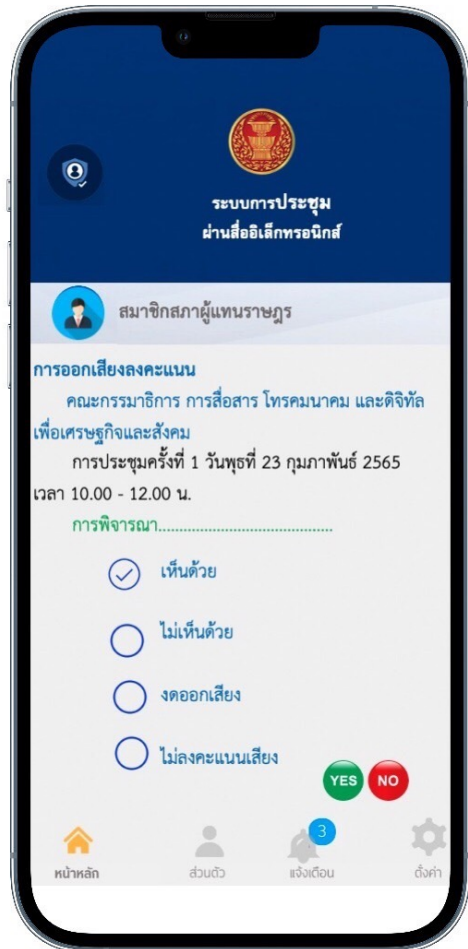 ระบบการประชุม
ผ่านสื่ออิเล็กทรอนิกส์
สมาชิกสภาผู้แทนราษฎร
การออกเสียงลงคะแนน
คณะกรรมาธิการ การสื่อสาร โทรคมนาคม และดิจิทัล
เพื่อเศรษฐกิจและสังคม
การประชุมครั้งที่ 1 วันพุธที่ 23 กุมภาพันธ์ 2565
เวลา 10.00 - 12.00 น.
การพิจารณา........................................
เห็นด้วย
ไม่เห็นด้วย
งดออกเสียง
ไม่ลงคะแนนเสียง
YES NO
3
หน้าหลัก ส่วนตัว แจ้งเตือน ตั้งค่า